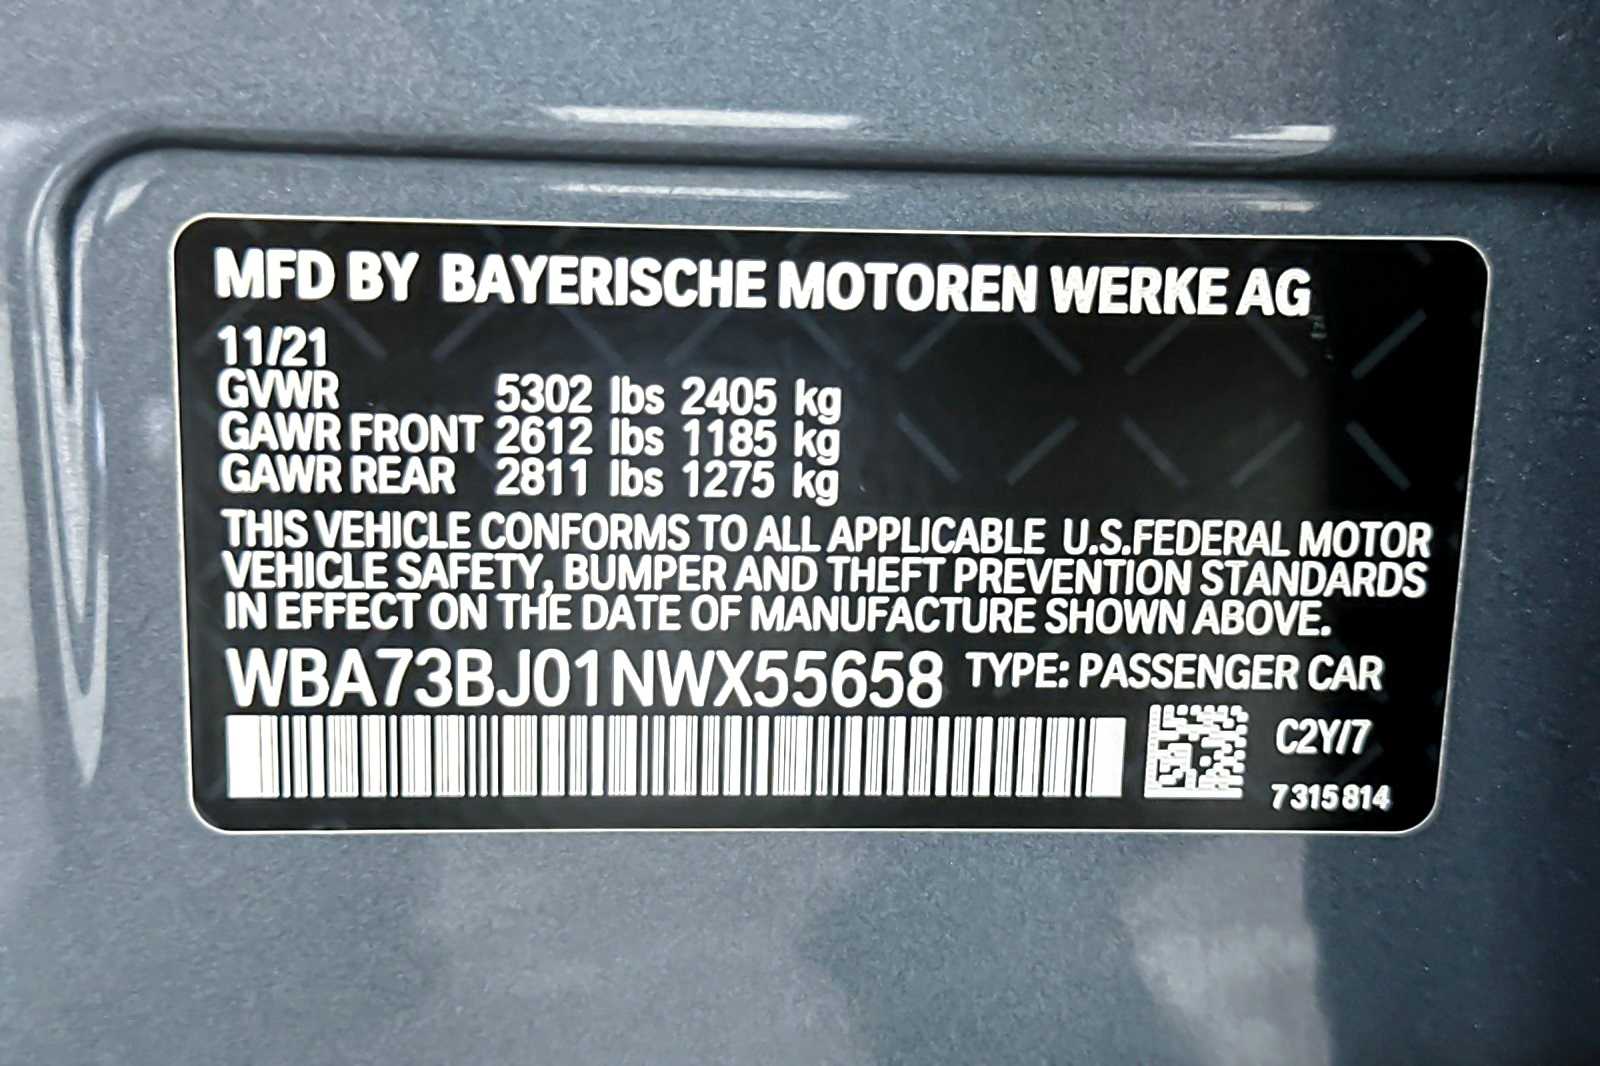 MFD BY BAYERISCHE MOTOREN WERKE AG
11/21
GVWR 5302 lbs 2405 kg
GAWR FRONT 2612 lbs 1185 kg
GAWR REAR 2811 lbs 1275 kg
THIS VEHICLE CONFORMS TO ALL APPLICABLE U.S.FEDERAL MOTOR
VEHICLE SAFETY, BUMPER AND THEFT PREVENTION STANDARDS
IN EFFECT ON THE DATE OF MANUFACTURE SHOWN ABOVE.
WBA73BJ01NWX55658 TYPE: PASSENGER CAR
C2Y/7
7315814